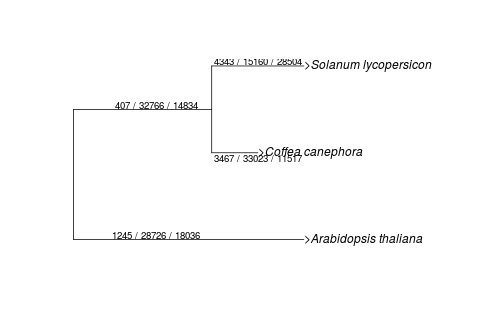 4343 / 15160 / 28504
Solanum lycopersicon
407 / 32766 / 14834
Coffea canephora
3467 / 33023 / 11517
1245 / 28726 / 18036
Arabidopsis thaliana